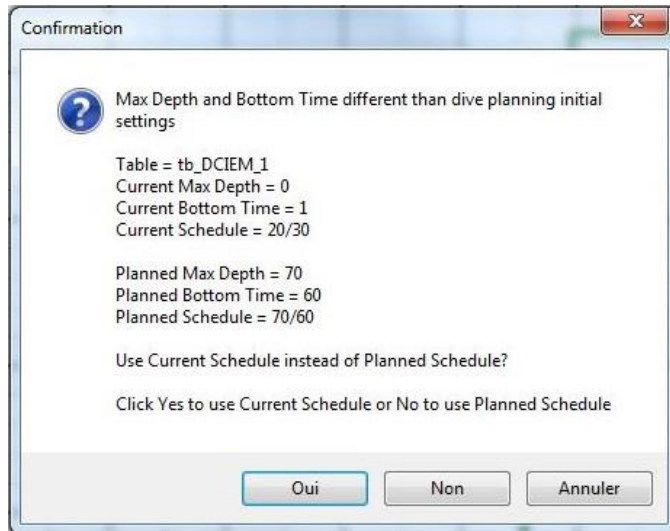 Confirmation
Max Depth and Bottom Time different than dive planning initial
settings
Table = tb_DCIEM_1
Current Max Depth = 0
Current Bottom Time = 1
Current Schedule = 20/30
Planned Max Depth = 70
Planned Bottom Time = 60
Planned Schedule = 70/60
Use Current Schedule instead of Planned Schedule?
Click Yes to use Current Schedule or No to use Planned Schedule
Oui
Non
Annuler